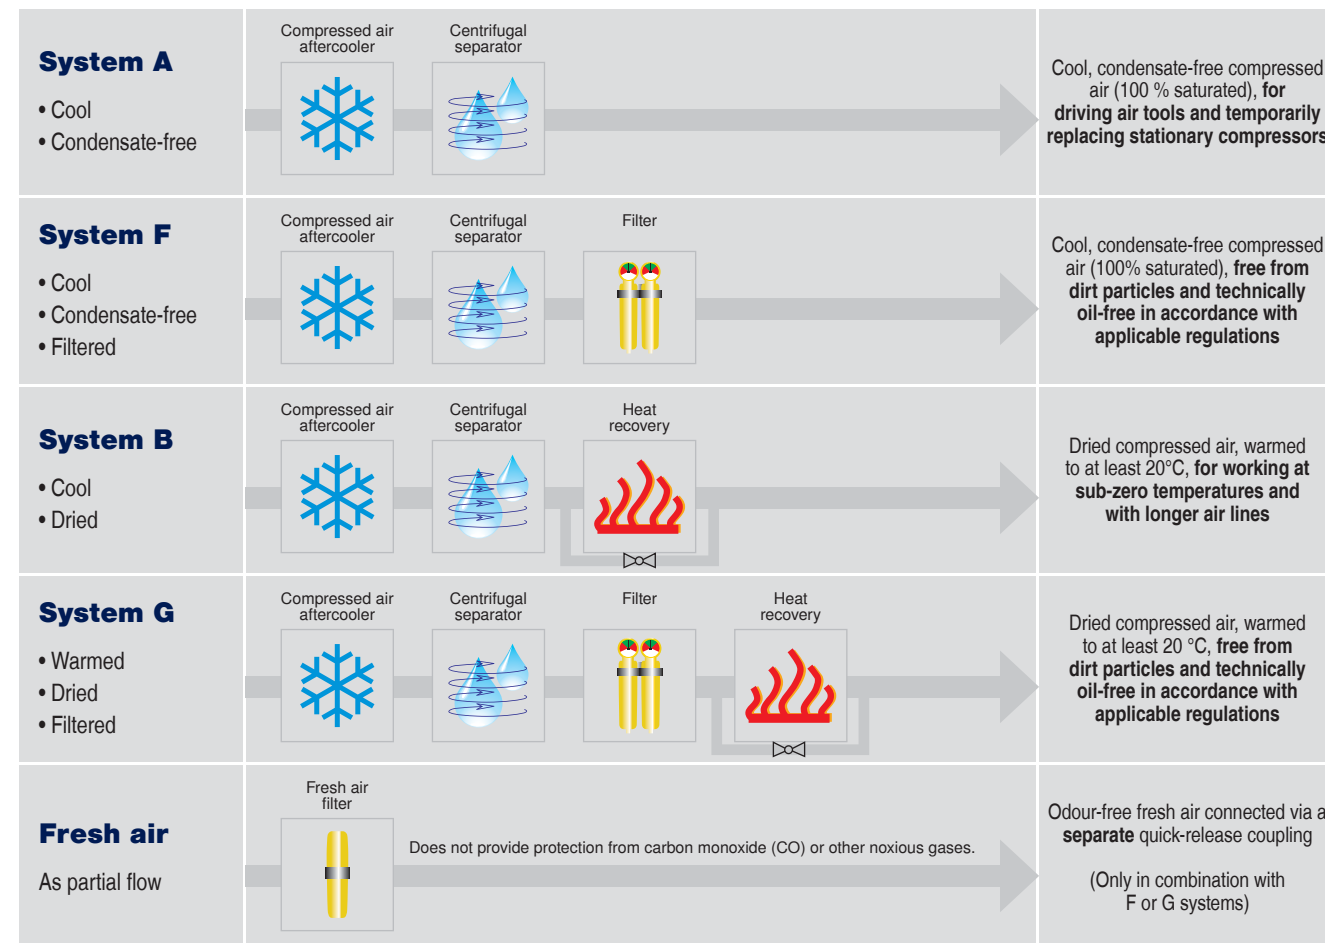 System A
• Cool
• Condensate-free
Compressed air
aftercooler
Centrifugal
separator
Cool, condensate-free compressed
air (100 % saturated), for
driving air tools and temporarily
replacing stationary compressors
System F
• Cool
• Condensate-free
• Filtered
Compressed air
aftercooler
Centrifugal
separator
Filter
Cool, condensate-free compressed
air (100% saturated), free from
dirt particles and technically
oil-free in accordance with
applicable regulations
System B
• Cool
• Dried
Compressed air
aftercooler
Centrifugal
separator
Heat
recovery
Dried compressed air, warmed
to at least 20°C, for working at
sub-zero temperatures and
with longer air lines
System G
• Warmed
• Dried
• Filtered
Compressed air
aftercooler
Centrifugal
separator
Filter
Heat
recovery
Dried compressed air, warmed
to at least 20 °C, free from
dirt particles and technically
oil-free in accordance with
applicable regulations
Fresh air
As partial flow
Fresh air
filter
Does not provide protection from carbon monoxide (CO) or other noxious gases.
Odour-free fresh air connected via a
separate quick-release coupling
(Only in combination with
F or G systems)